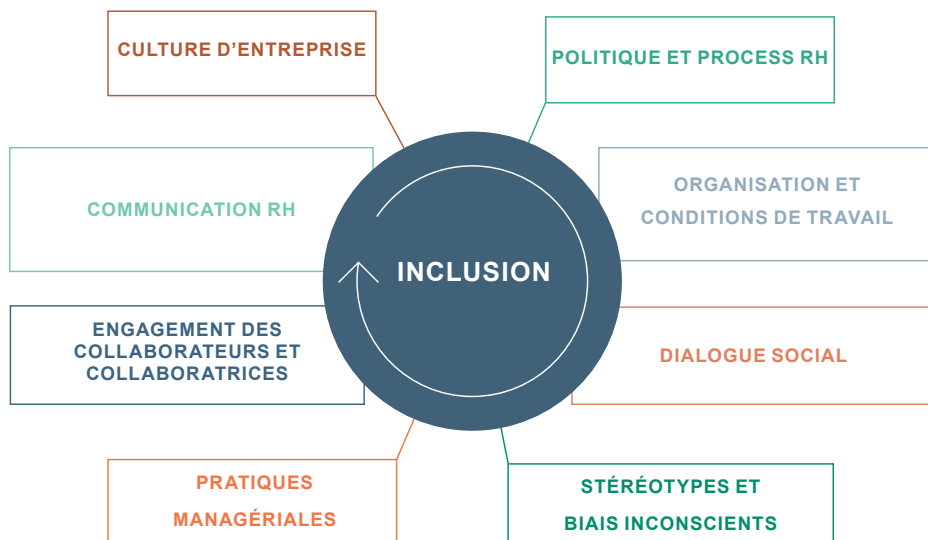 CULTURE D’ENTREPRISE
POLITIQUE ET PROCESS RH
COMMUNICATION RH
ORGANISATION ET
CONDITIONS DE TRAVAIL
INCLUSION
ENGAGEMENT DES
COLLABORATEURS ET
COLLABORATRICES
DIALOGUE SOCIAL
PRATIQUES
MANAGÉRIALES
STÉRÉOTYPES ET
BIAIS INCONSCIENTS